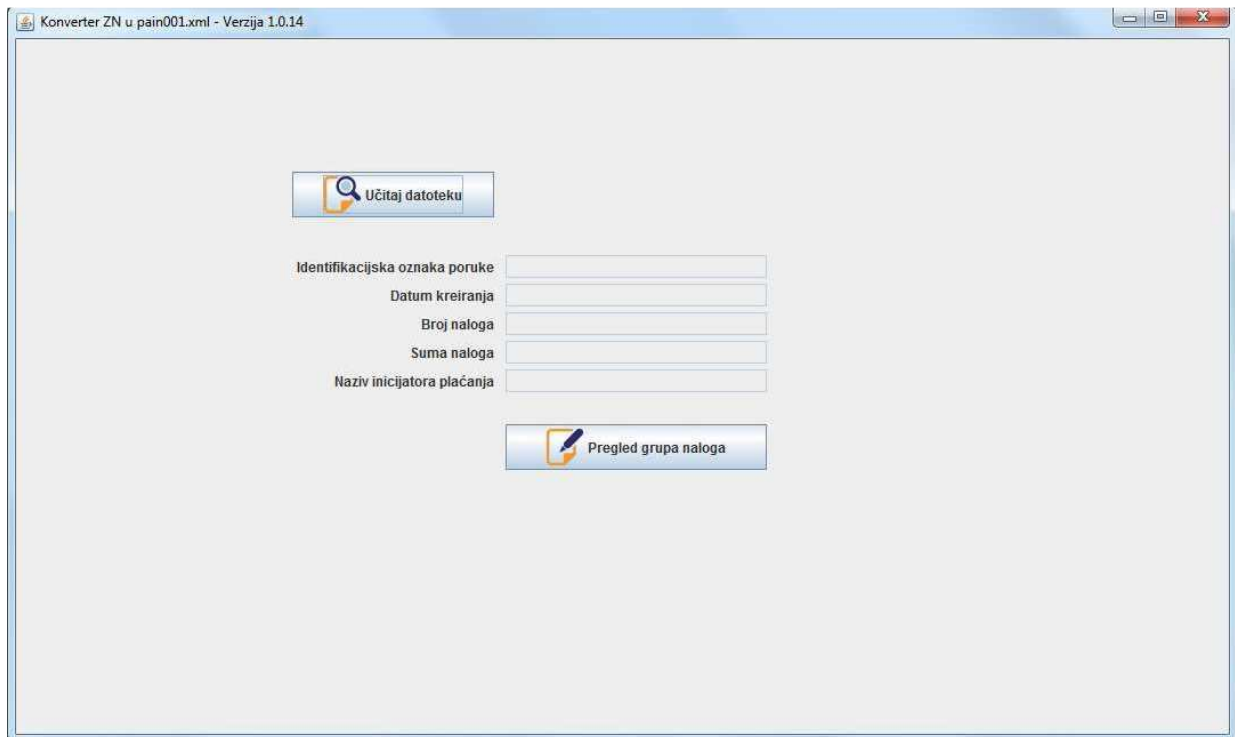 Konverter ZN u pain001.xml - Verzija 1.0.14
Učitaj datoteku
Identifikacijska oznaka poruke
Datum kreiranja
Broj naloga
Suma naloga
Naziv inicijatora plaćanja
Pregled grupa naloga